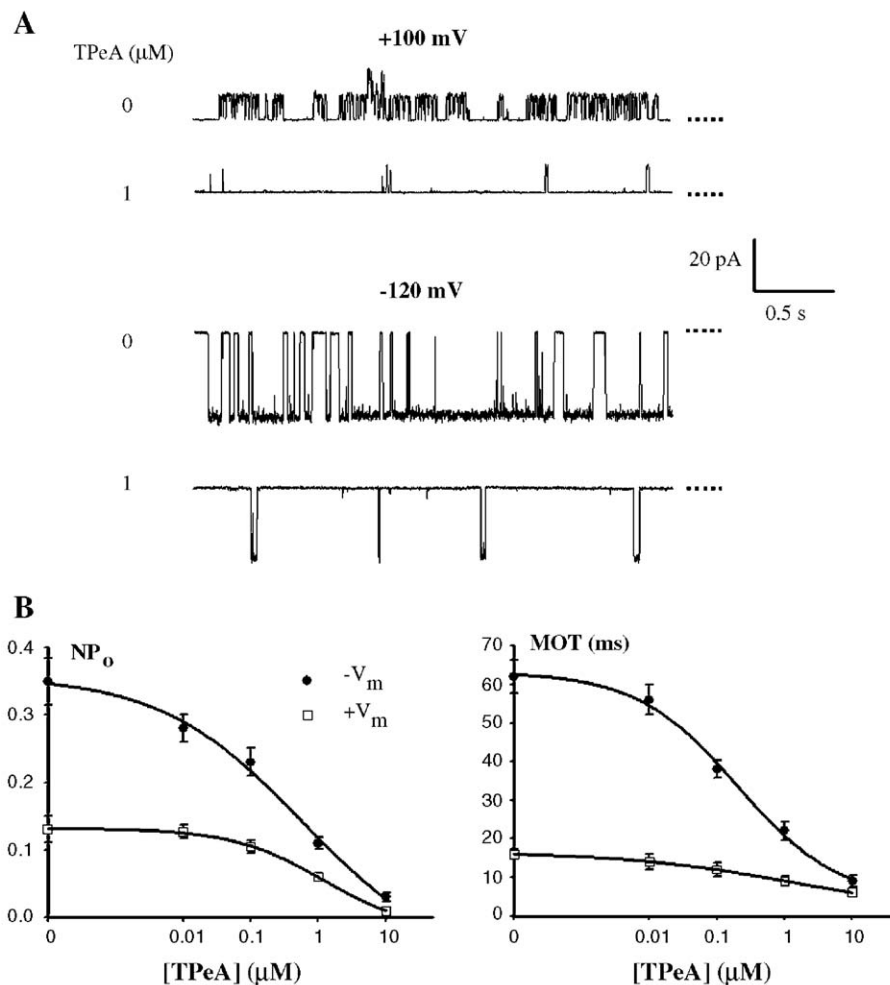 A
TPeA (μM)
+100 mV
0
1
20 pA
0.5 s
-120 mV
0
1
B
NPo
0.4
0.3
0.2
0.1
0.0
-Vm
+Vm
0
0.01
0.1
1
10
[TPeA] (μM)
MOT (ms)
70
60
50
40
30
20
10
0
0
0.01
0.1
1
10
[TPeA] (μM)